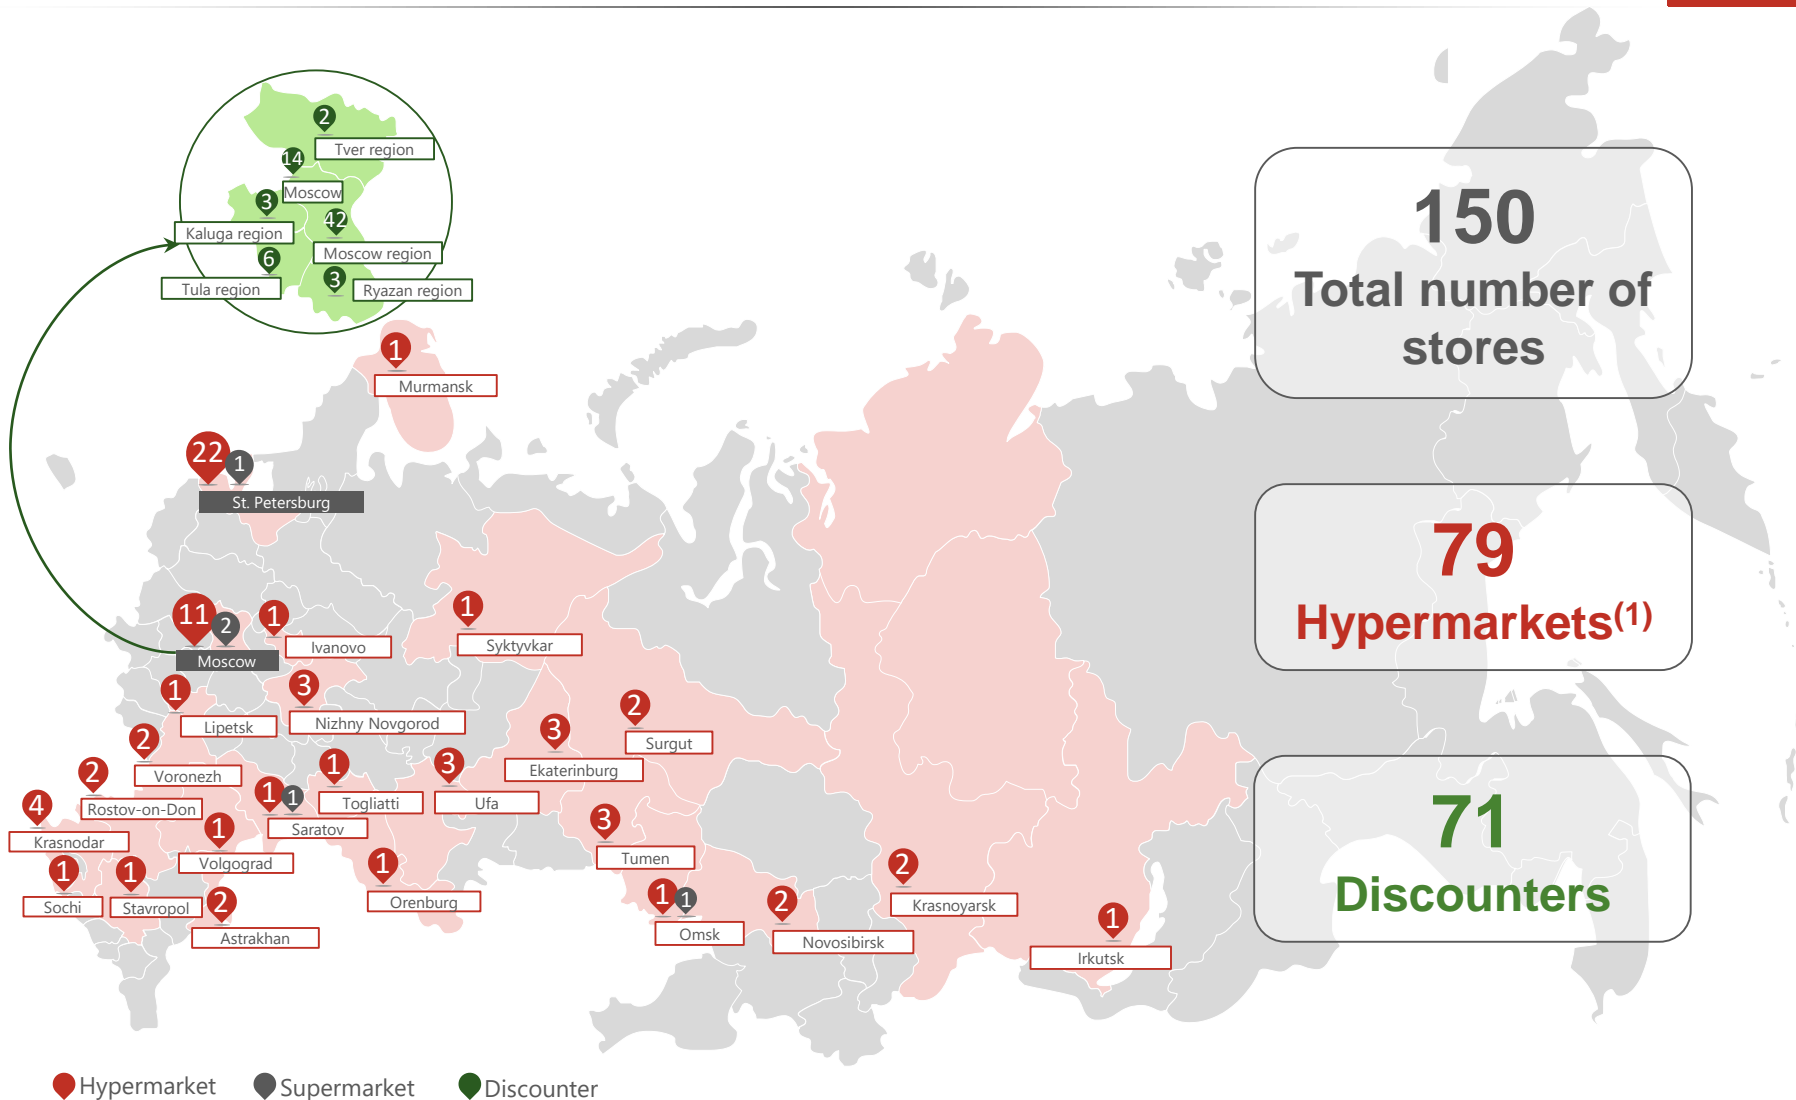 2
Tver region
14
Moscow
3
Kaluga region
42
Moscow region
6
Tula region
3
Ryazan region
150
Total number of
stores
1
Murmansk
22
1
St. Petersburg
79
Hypermarkets(1)
11
2
Moscow
1
Ivanovo
1
Syktyvkar
1
Lipetsk
3
Nizhny Novgorod
2
Surgut
2
Voronezh
3
Ekaterinburg
2
Rostov-on-Don
1
1
Saratov
1
Togliatti
3
Ufa
4
Krasnodar
1
Volgograd
3
Tumen
71
Discounters
1
Sochi
1
Stavropol
2
Astrakhan
1
Orenburg
1
1
Omsk
2
Novosibirsk
2
Krasnoyarsk
1
Irkutsk
Hypermarket
Supermarket
Discounter